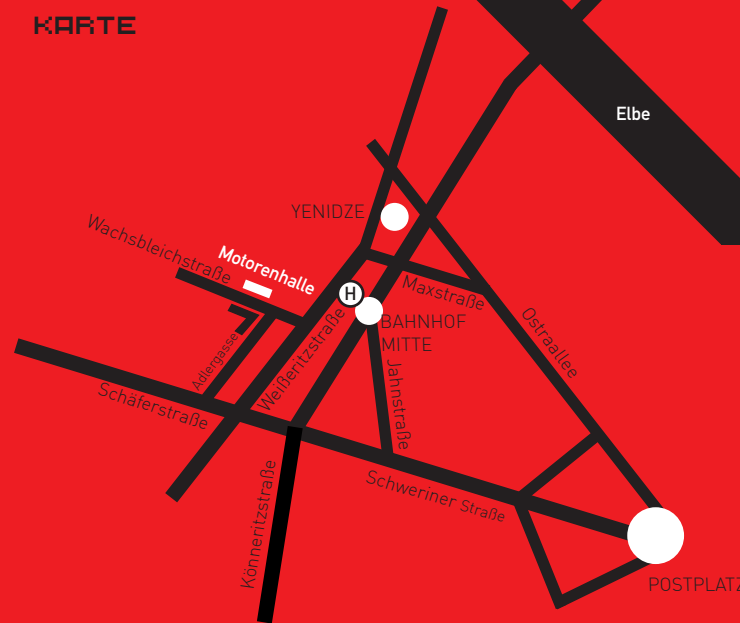 KARTE
Elbe
YENIDZE
Wachsbleichstraße
Motorenhalle
H
Maxstraße
BAHNHOF
MITTE
Ostraallee
Weißeritzstraße
Adlergasse
Jahnstraße
Schäferstraße
Schweriner Straße
Könneritzstraße
POSTPLATZ